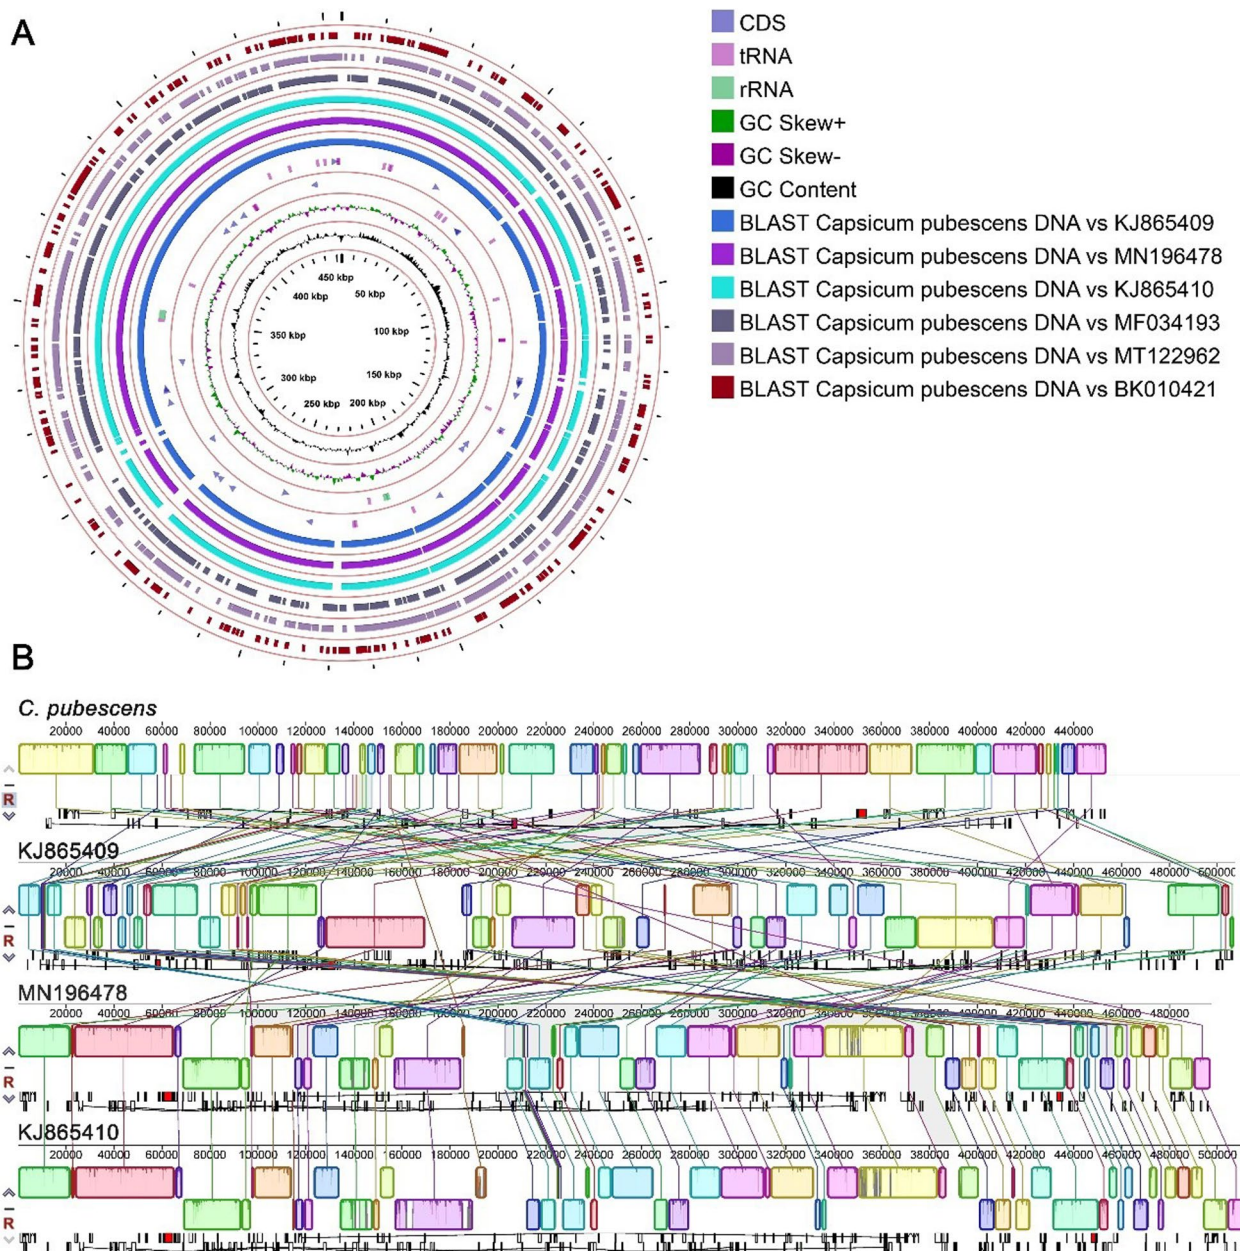 A
CDS
tRNA
rRNA
GC Skew+
GC Skew-
GC Content
BLAST Capsicum pubescens DNA vs KJ865409
BLAST Capsicum pubescens DNA vs MN196478
BLAST Capsicum pubescens DNA vs KJ865410
BLAST Capsicum pubescens DNA vs MF034193
BLAST Capsicum pubescens DNA vs MT122962
BLAST Capsicum pubescens DNA vs BK010421
450 kbp
50 kbp
400 kbp
100 kbp
350 kbp
150 kbp
300 kbp
200 kbp
250 kbp
B
C. pubescens
20000 40000 60000 80000 100000 120000 140000 160000 180000 200000 220000 240000 260000 280000 300000 320000 340000 360000 380000 400000 420000 440000
R
KJ865409
20000 40000 60000 80000 100000 120000 140000 160000 180000 200000 220000 240000 260000 280000 300000 320000 340000 360000 380000 400000 420000 440000 460000 480000 600000
R
MN196478
20000 40000 60000 80000 100000 120000 140000 160000 180000 200000 220000 240000 260000 280000 300000 320000 340000 360000 380000 400000 420000 440000 460000 480000
R
KJ865410
20000 40000 60000 80000 100000 120000 140000 160000 180000 200000 220000 240000 260000 280000 300000 320000 340000 360000 380000 400000 420000 440000 460000 480000 500000
R